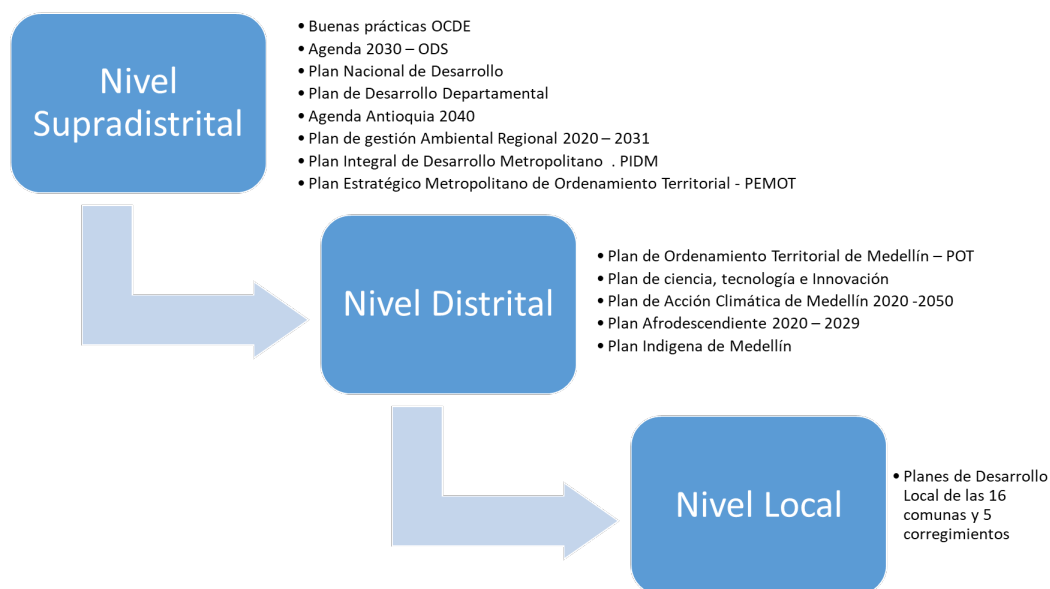 Nivel
Supradistrital
• Buenas prácticas OCDE
• Agenda 2030 – ODS
• Plan Nacional de Desarrollo
• Plan de Desarrollo Departamental
• Agenda Antioquia 2040
• Plan de gestión Ambiental Regional 2020 – 2031
• Plan Integral de Desarrollo Metropolitano . PIDM
• Plan Estratégico Metropolitano de Ordenamiento Territorial - PEMOT
Nivel Distrital
• Plan de Ordenamiento Territorial de Medellín – POT
• Plan de ciencia, tecnología e Innovación
• Plan de Acción Climática de Medellín 2020 -2050
• Plan Afrodescendiente 2020 – 2029
• Plan Indigena de Medellín
Nivel Local
• Planes de Desarrollo
Local de las 16
comunas y 5
corregimientos